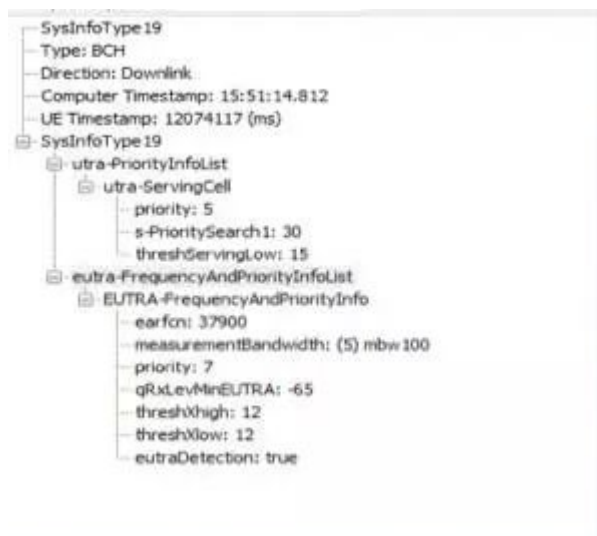 SysInfoType19
Type: BCH
Direction: Downlink
Computer Timestamp: 15:51:14.812
UE Timestamp: 12074117 (ms)
SysInfoType19
utra-PriorityInfoList
utra-ServingCell
priority: 5
s-PrioritySearch1: 30
threshServingLow: 15
eutra-FrequencyAndPriorityInfoList
EUTRA-FrequencyAndPriorityInfo
earfcn: 37900
measurementBandwidth: (5) mbw100
priority: 7
qRxLevMinEUTRA: -65
threshXhigh: 12
threshXlow: 12
eutraDetection: true